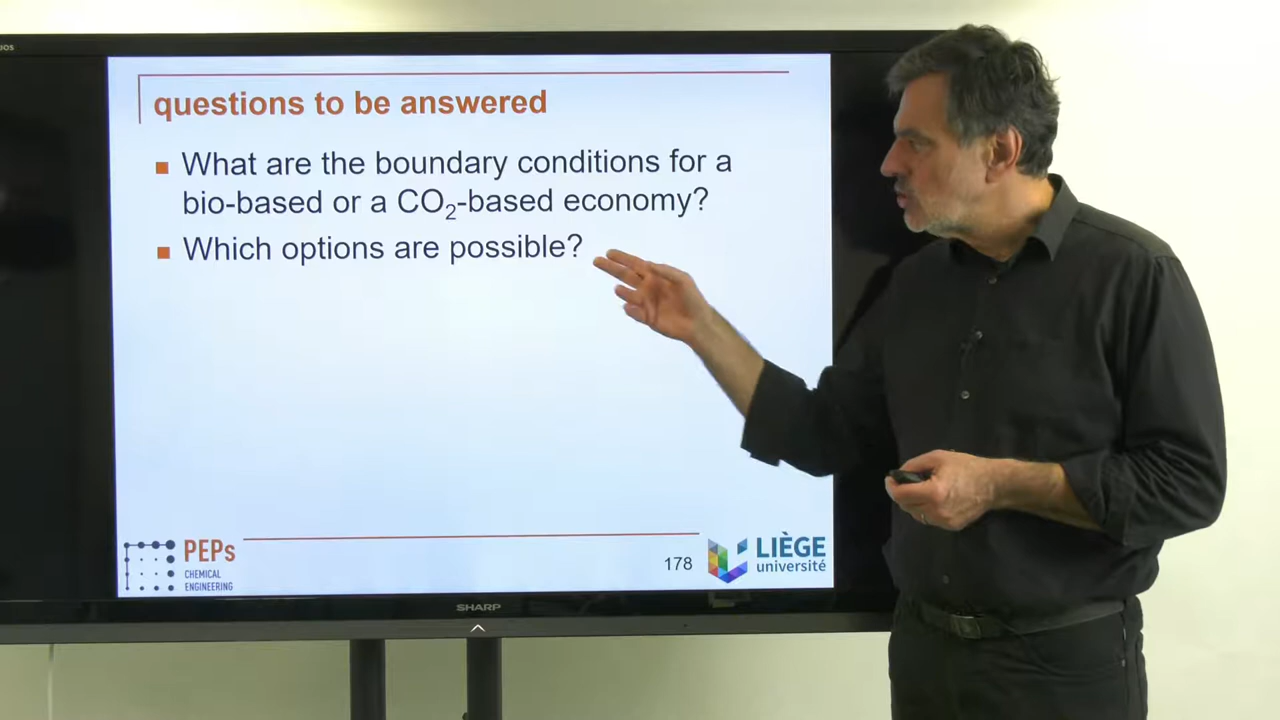 questions to be answered
What are the boundary conditions for a
bio-based or a CO₂-based economy?
Which options are possible?
PEPs
CHEMICAL
ENGINEERING
178
LIÈGE
université
SHARP